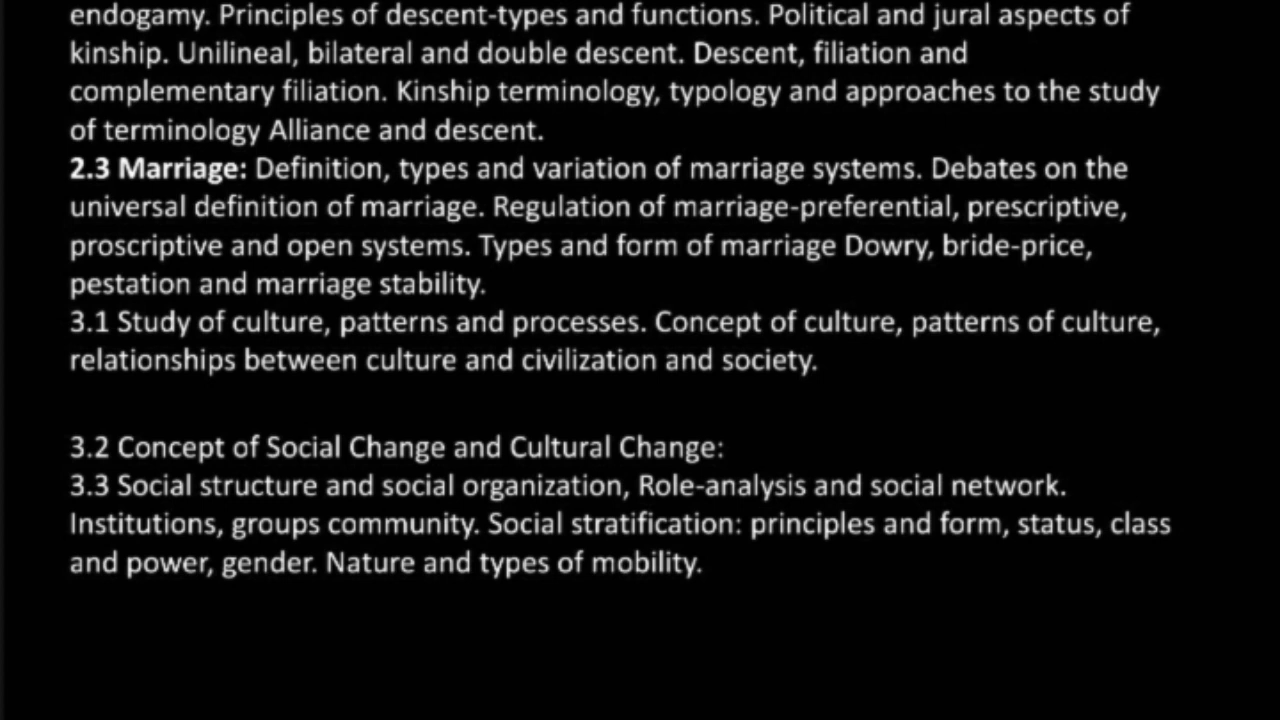 endogamy. Principles of descent-types and functions. Political and jural aspects of
kinship. Unilineal, bilateral and double descent. Descent, filiation and
complementary filiation. Kinship terminology, typology and approaches to the study
of terminology Alliance and descent.
2.3 Marriage: Definition, types and variation of marriage systems. Debates on the
universal definition of marriage. Regulation of marriage-preferential, prescriptive,
proscriptive and open systems. Types and form of marriage Dowry, bride-price,
pestation and marriage stability.
3.1 Study of culture, patterns and processes. Concept of culture, patterns of culture,
relationships between culture and civilization and society.
3.2 Concept of Social Change and Cultural Change:
3.3 Social structure and social organization, Role-analysis and social network.
Institutions, groups community. Social stratification: principles and form, status, class
and power, gender. Nature and types of mobility.